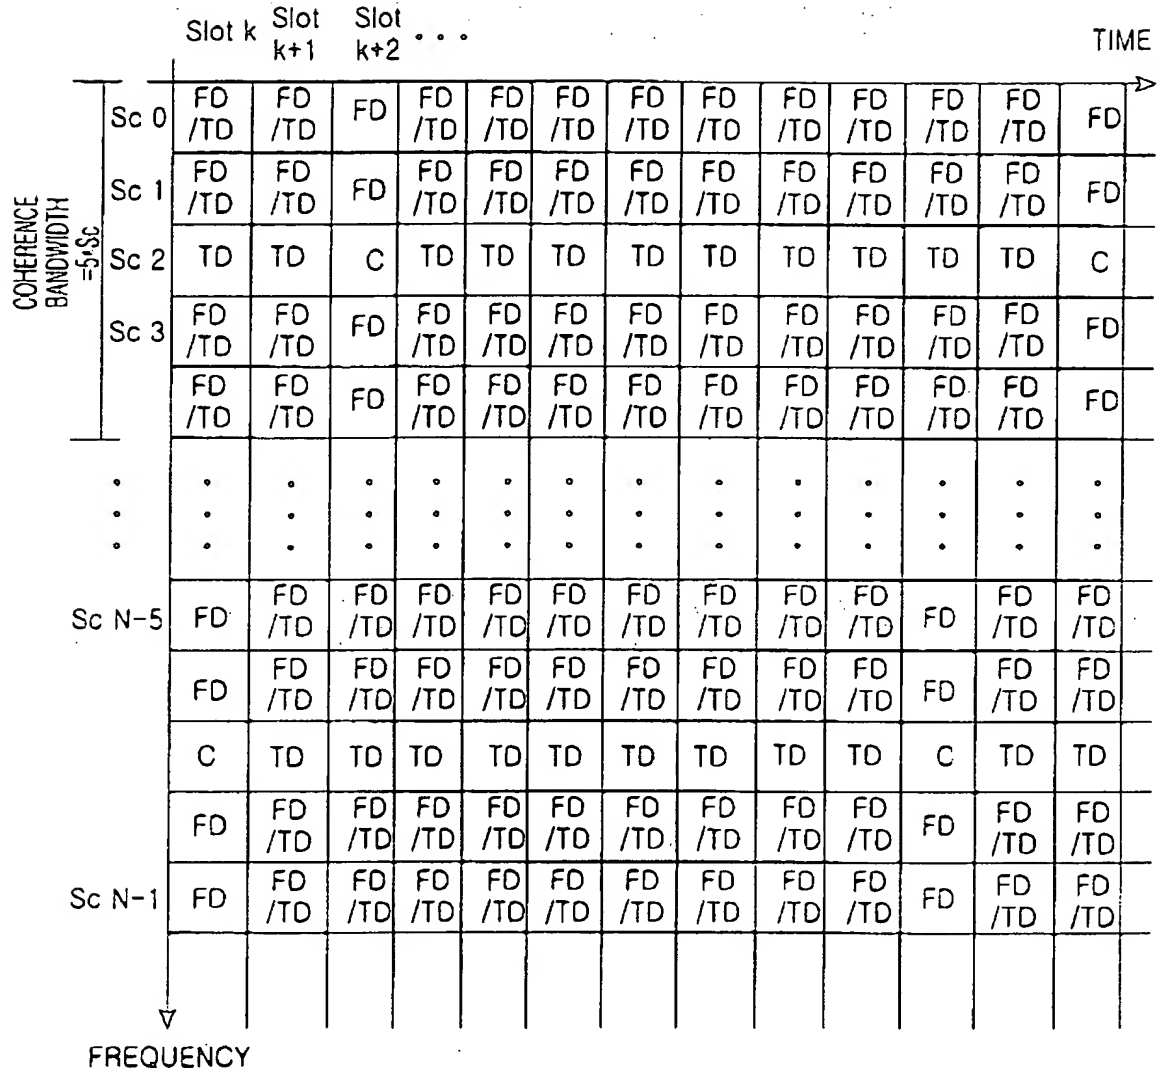 Slot k Slot k+1 Slot k+2 TIME
COHERENCE BANDWIDTH =5*Sc
Sc 0 FD/TD FD/TD FD FD/TD FD/TD FD/TD FD/TD FD/TD FD/TD FD/TD FD/TD FD/TD FD
Sc 1 FD/TD FD/TD FD FD/TD FD/TD FD/TD FD/TD FD/TD FD/TD FD/TD FD/TD FD/TD FD
Sc 2 TD TD C TD TD TD TD TD TD TD TD TD C
Sc 3 FD/TD FD/TD FD FD/TD FD/TD FD/TD FD/TD FD/TD FD/TD FD/TD FD/TD FD/TD FD
FD/TD FD/TD FD FD/TD FD/TD FD/TD FD/TD FD/TD FD/TD FD/TD FD/TD FD/TD FD
Sc N-5 FD FD/TD FD/TD FD/TD FD/TD FD/TD FD/TD FD/TD FD/TD FD/TD FD FD/TD FD/TD
FD FD/TD FD/TD FD/TD FD/TD FD/TD FD/TD FD/TD FD/TD FD/TD FD FD/TD FD/TD
C TD TD TD TD TD TD TD TD TD C TD TD
FD FD/TD FD/TD FD/TD FD/TD FD/TD FD/TD FD/TD FD/TD FD/TD FD FD/TD FD/TD
Sc N-1 FD FD/TD FD/TD FD/TD FD/TD FD/TD FD/TD FD/TD FD/TD FD/TD FD FD/TD FD/TD
FREQUENCY